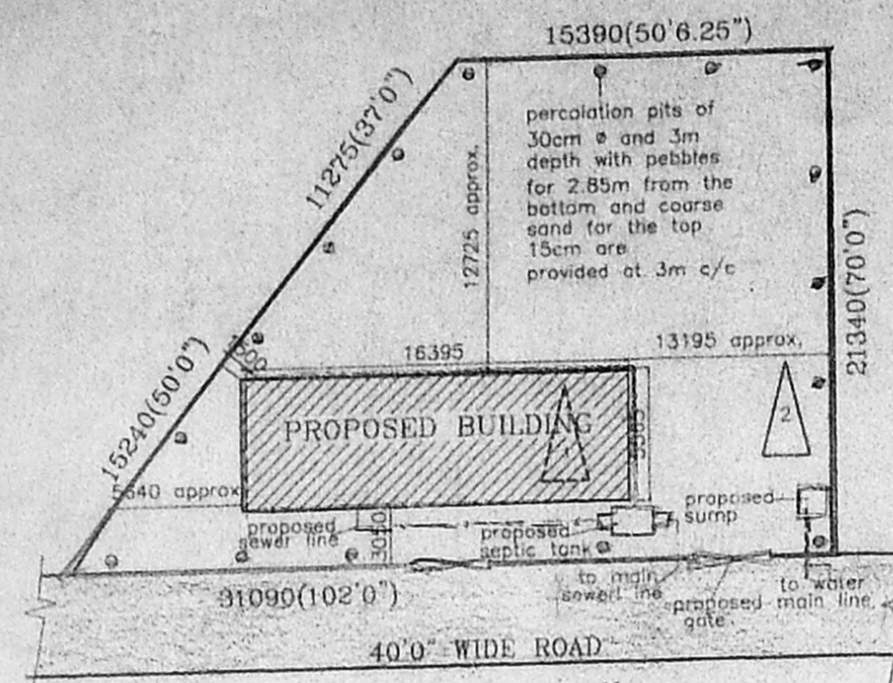 15390(50'6.25")
11275(37'0")
percolation pits of
30cm ø and 3m
depth with pebbles
for 2.85m from the
bottom and coarse
sand for the top
15cm are
provided at 3m c/c
12725 approx,
21340(70'0")
16395
13195 approx,
15240(50'0")
PROPOSED BUILDING
1
2
5640 approx
proposed
sewer line
3050
proposed
septic tank
proposed
sump
to main
sewer line
proposed
gate
to water
main line
31090(102'0")
40'0" WIDE ROAD